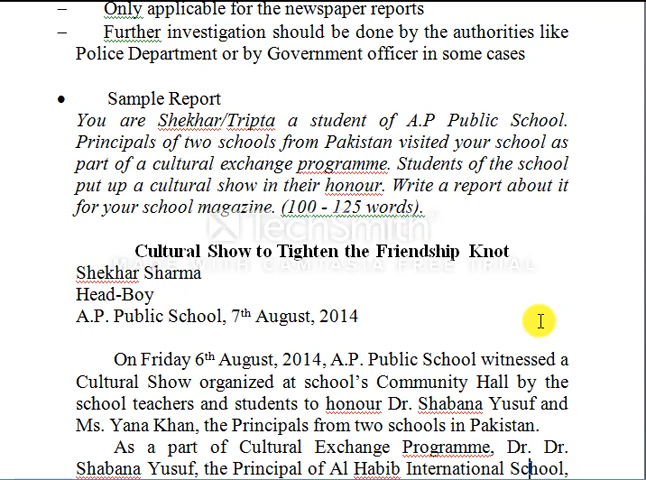 – Only applicable for the newspaper reports
– Further investigation should be done by the authorities like
Police Department or by Government officer in some cases
• Sample Report
You are Shekhar/Tripta a student of A.P Public School.
Principals of two schools from Pakistan visited your school as
part of a cultural exchange programme. Students of the school
put up a cultural show in their honour. Write a report about it
for your school magazine. (100 - 125 words).
TechSmith
MADE WITH CAMTASIA FREE TRIAL
Cultural Show to Tighten the Friendship Knot
Shekhar Sharma
Head-Boy
A.P. Public School, 7th August, 2014
On Friday 6th August, 2014, A.P. Public School witnessed a
Cultural Show organized at school's Community Hall by the
school teachers and students to honour Dr. Shabana Yusuf and
Ms. Yana Khan, the Principals from two schools in Pakistan.
As a part of Cultural Exchange Programme, Dr. Dr.
Shabana Yusuf, the Principal of Al Habib International School,